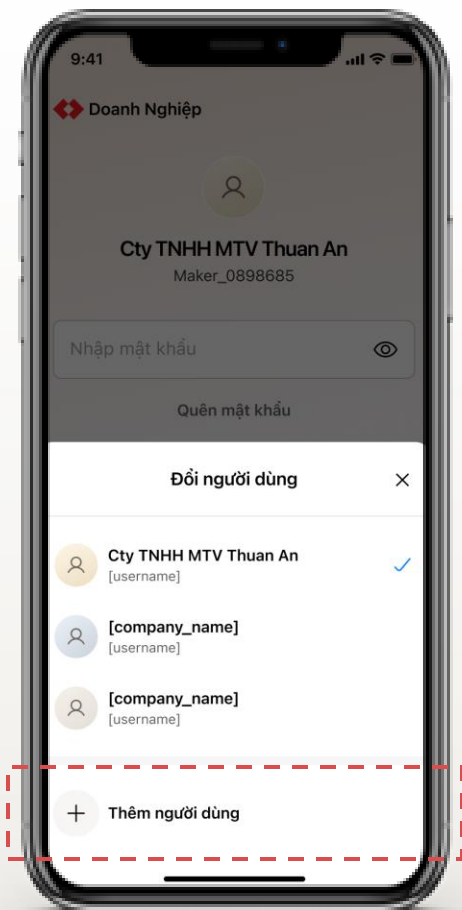 9:41
Doanh Nghiệp
Cty TNHH MTV Thuan An
Maker_0898685
Nhập mật khẩu
Quên mật khẩu
Đổi người dùng
Cty TNHH MTV Thuan An
[username]
[company_name]
[username]
[company_name]
[username]
Thêm người dùng